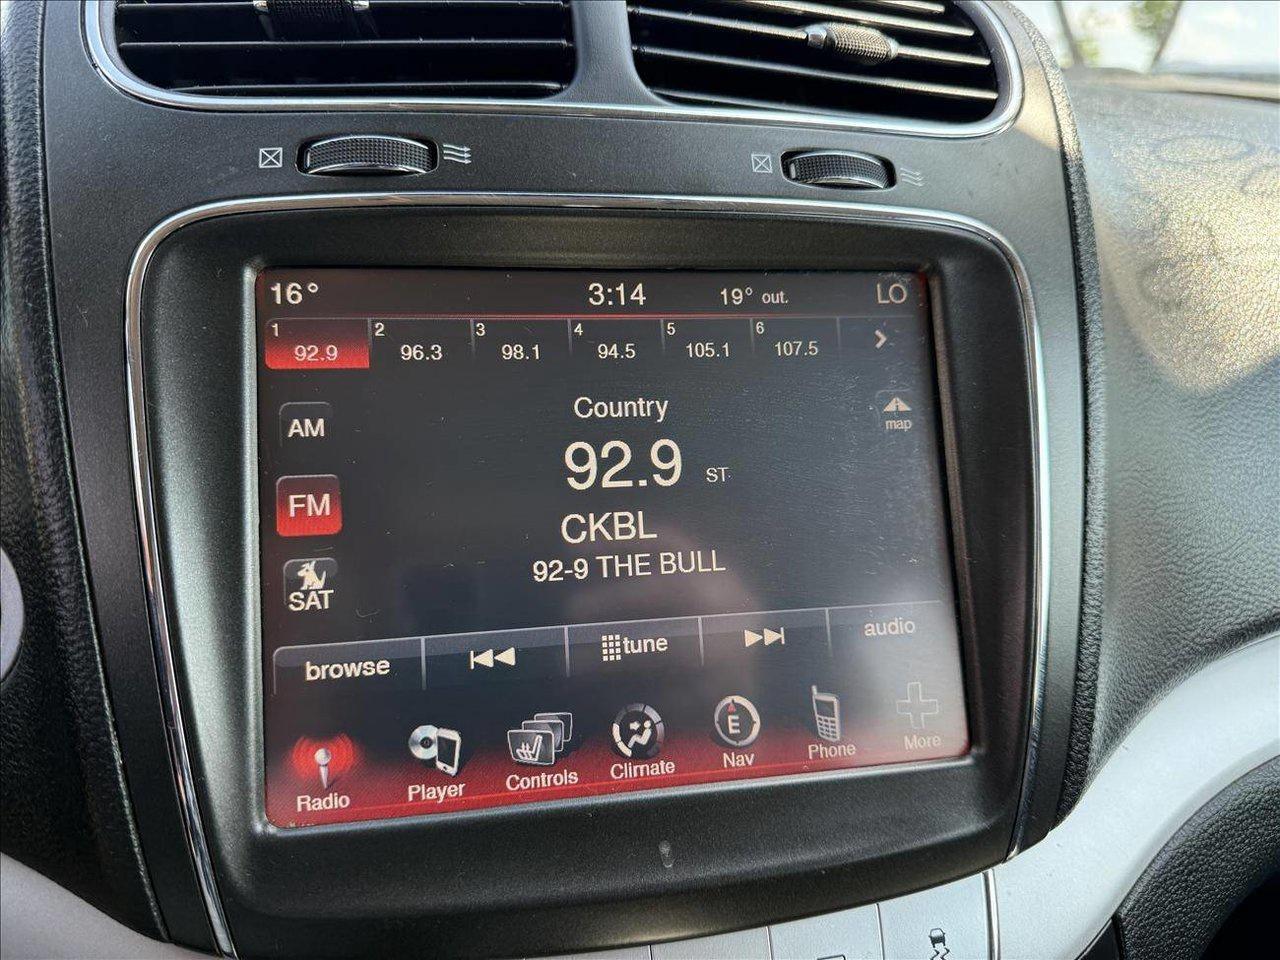 16° 3:14 19° out. LO
1 2 3 4 5 6
92.9 96.3 98.1 94.5 105.1 107.5
Country
map
AM
92.9 ST
FM
CKBL
92-9 THE BULL
SAT
browse tune audio
E
Radio Player Controls Climate Nav Phone More